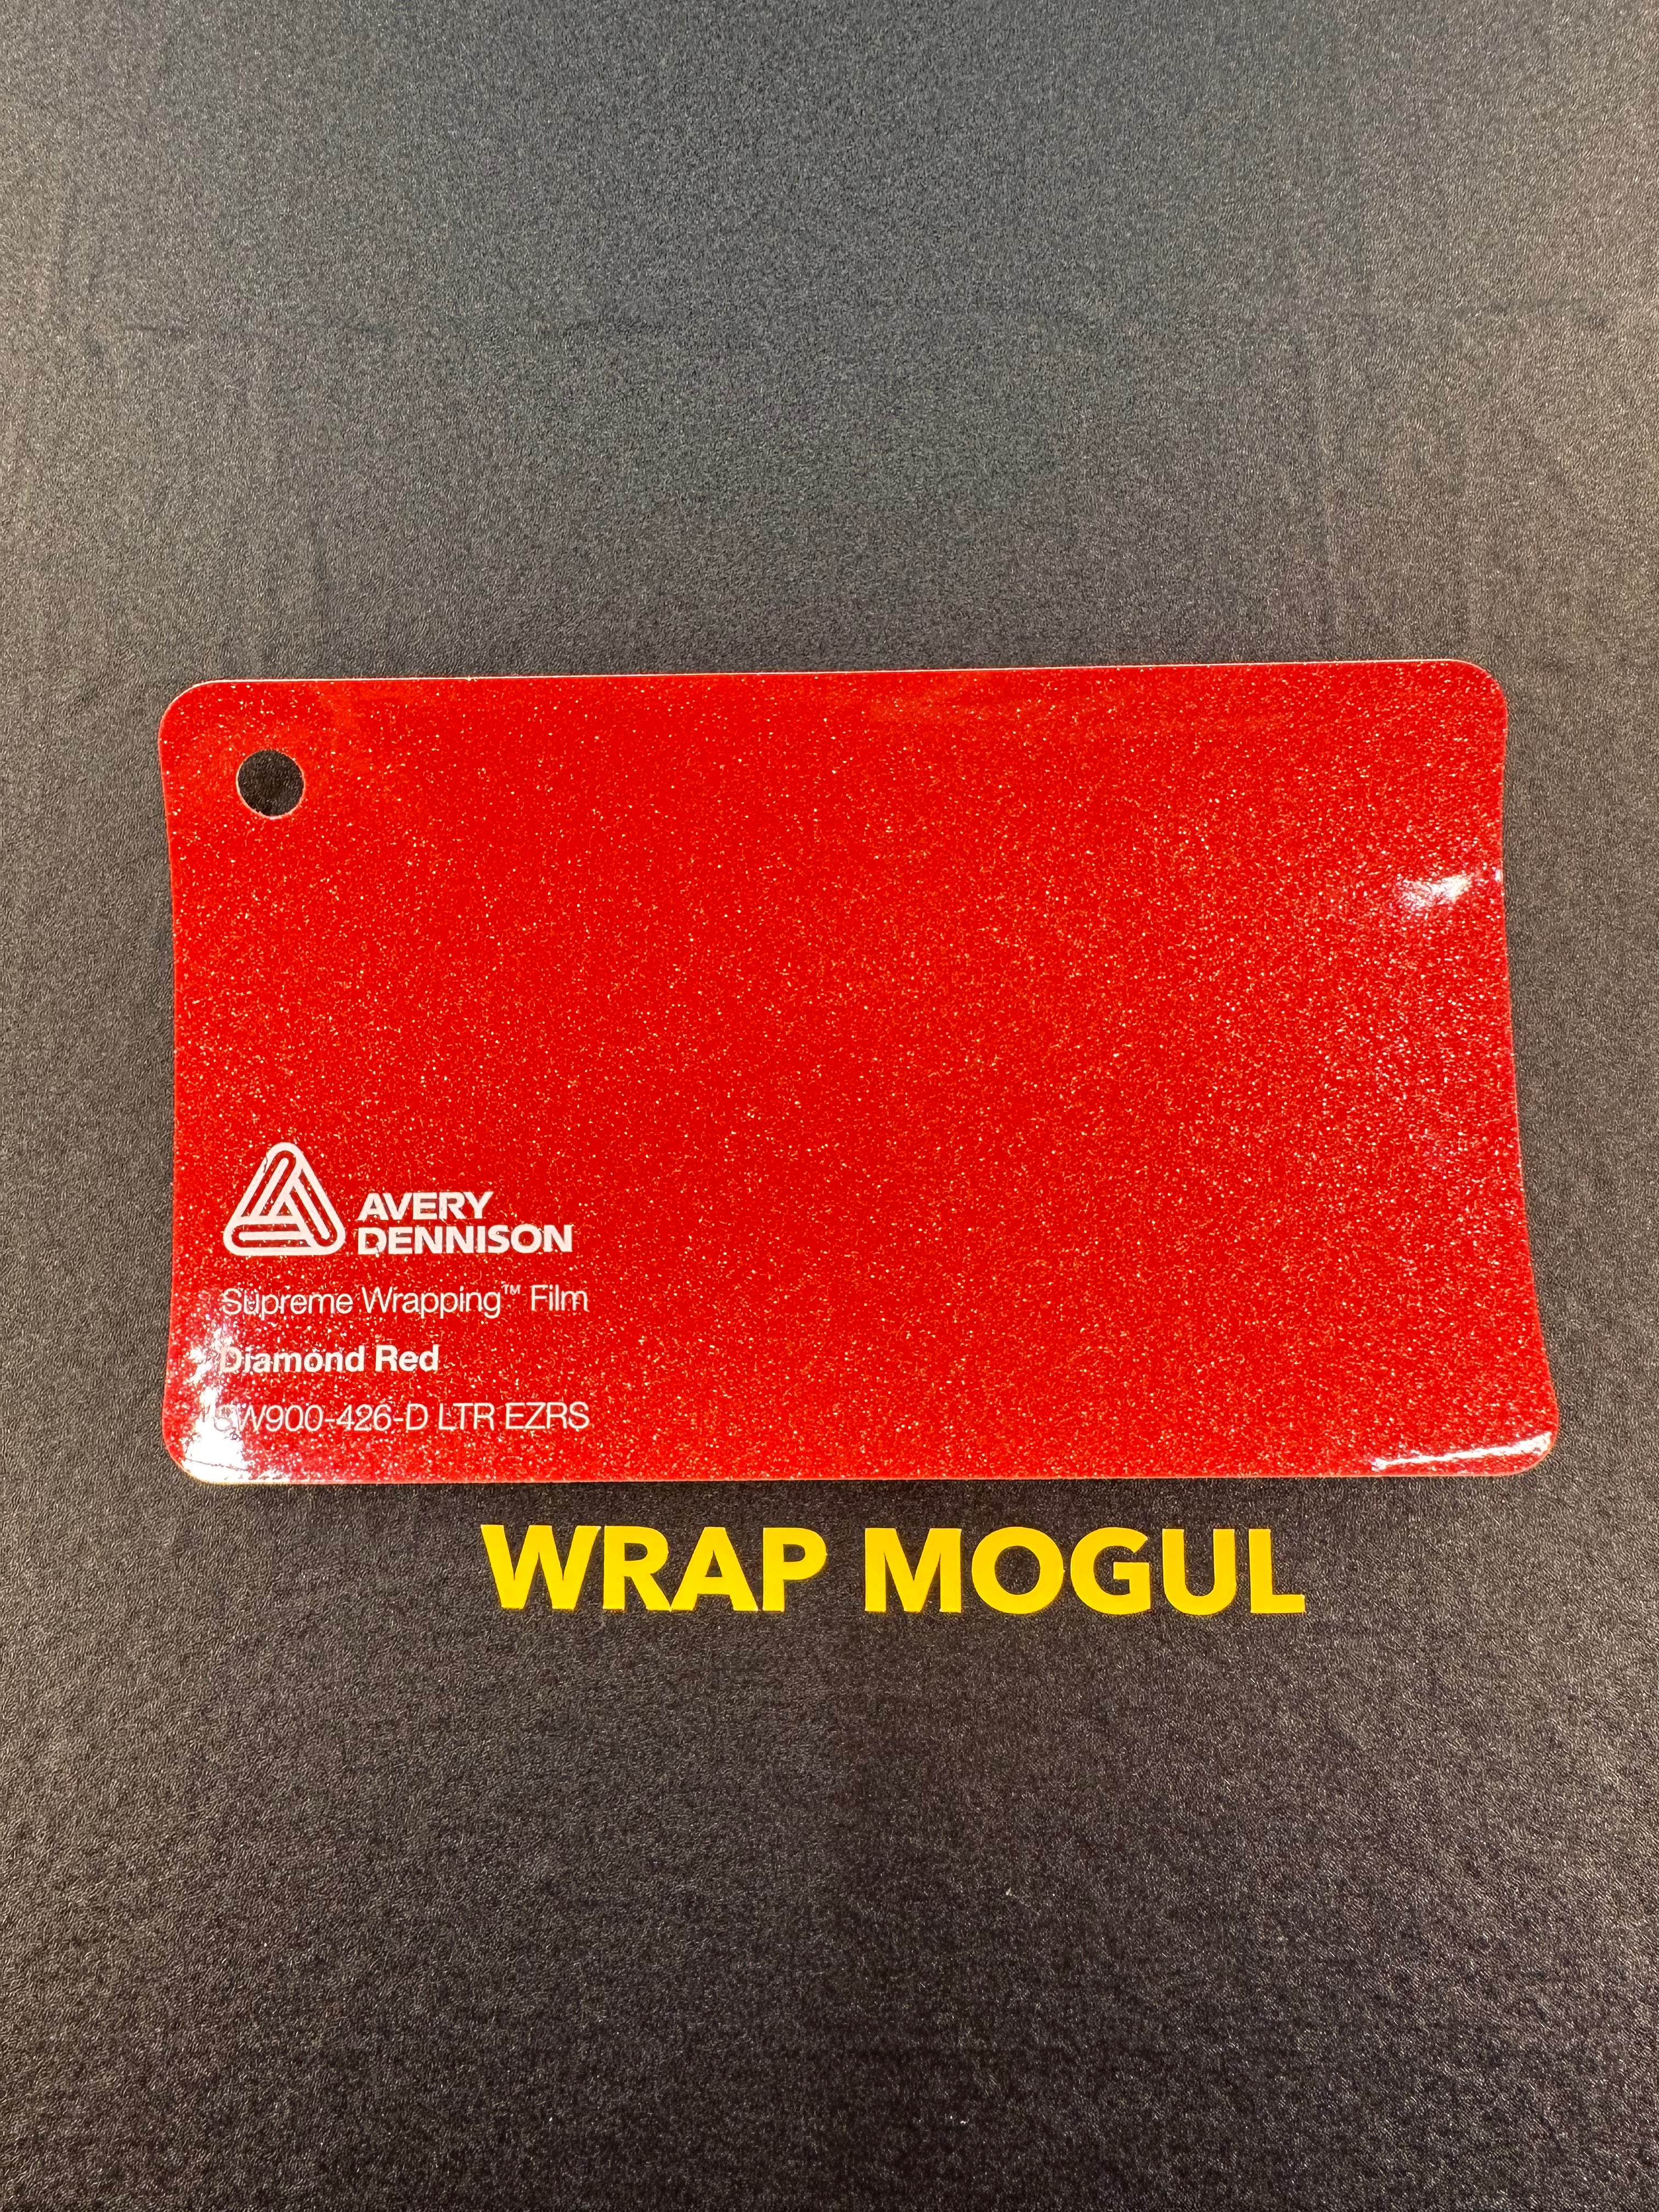 AVERY
DENNISON
Supreme Wrapping™ Film
Diamond Red
SW900-426-D LTR EZRS
WRAP MOGUL